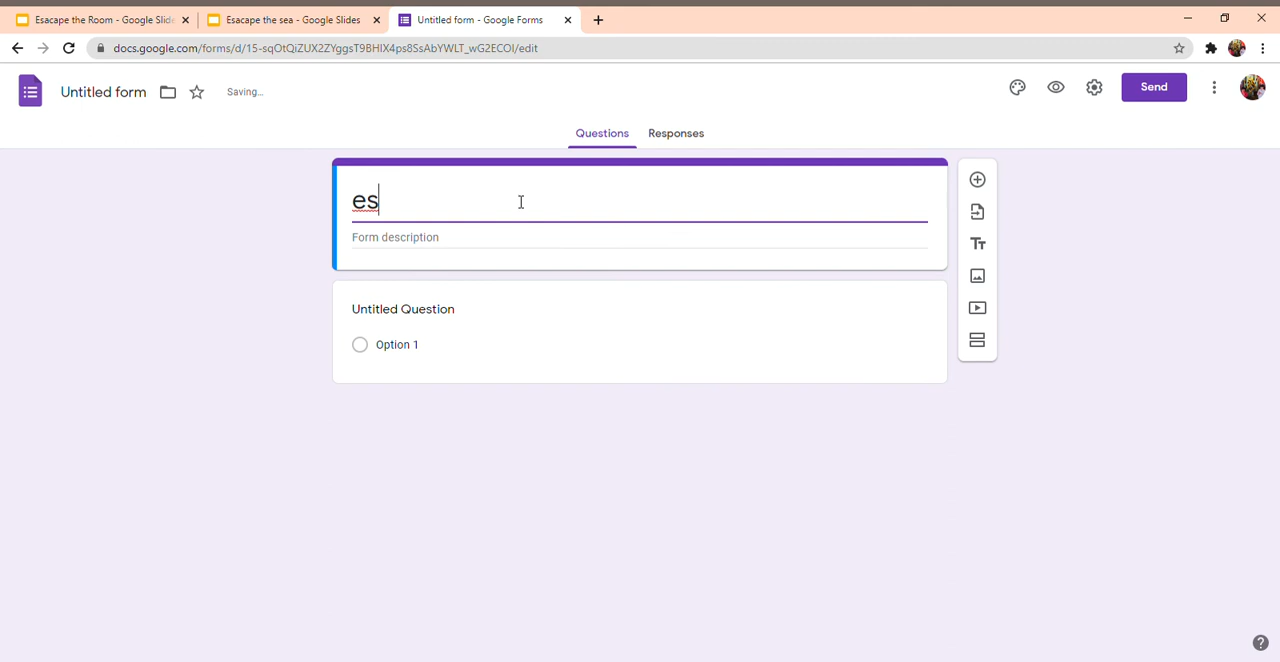 Esacape the Room - Google Slide
Esacape the sea - Google Slides
Untitled form - Google Forms
docs.google.com/forms/d/15-sqOtQiZUX2ZYggsT9BHIX4ps8SsAbYWLT_wG2ECOI/edit
Untitled form
Saving...
Send
Questions
Responses
es
Form description
Untitled Question
Option 1
Tт